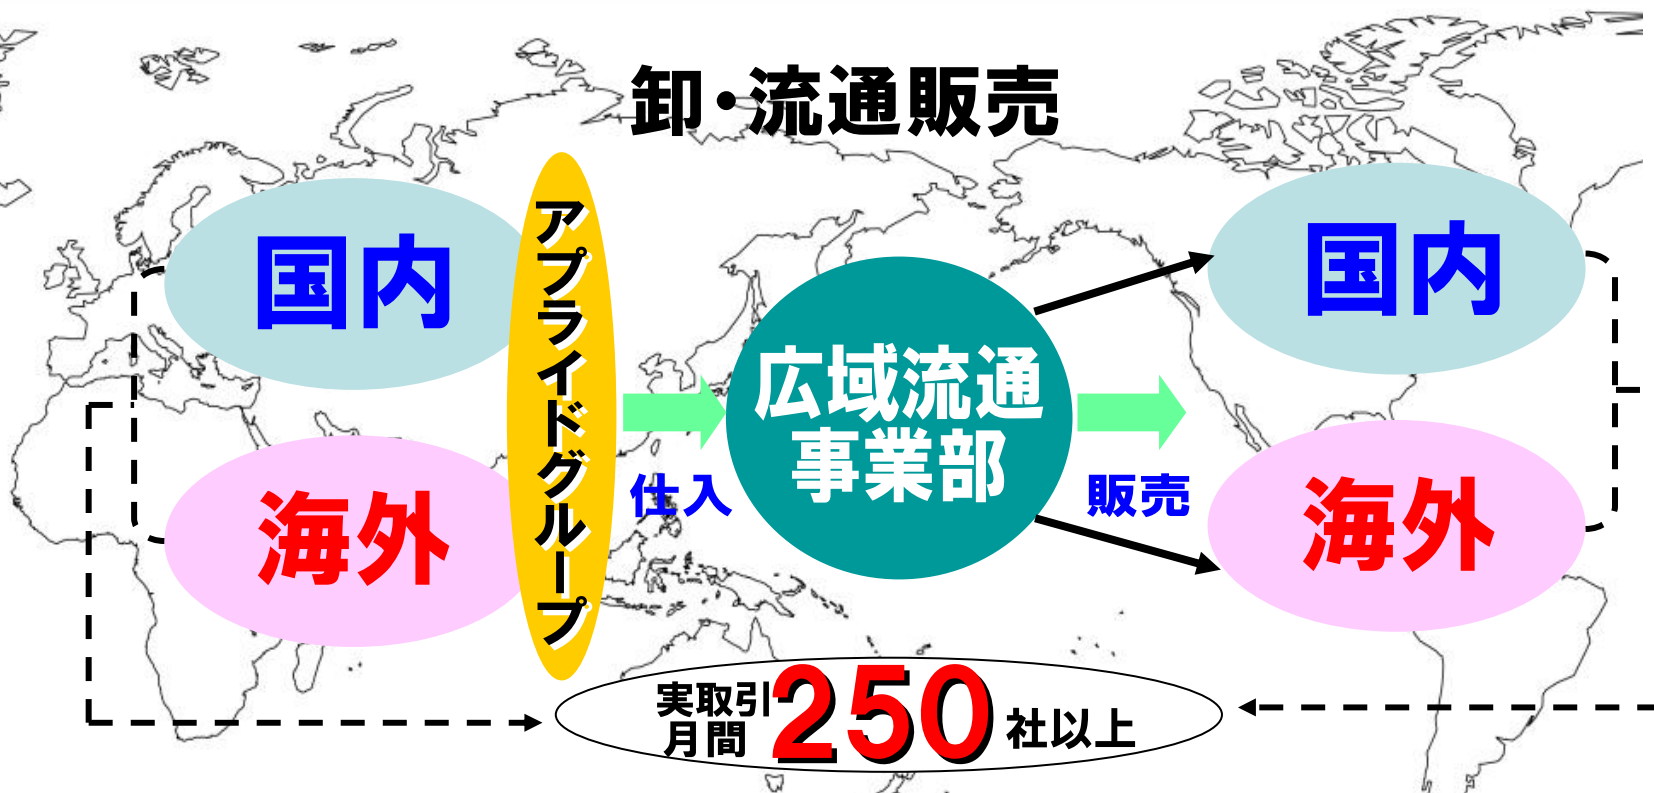 卸・流通販売
国内
海外
アプライドグループ
仕入
広域流通
事業部
販売
国内
海外
実取引
月間
250
社以上